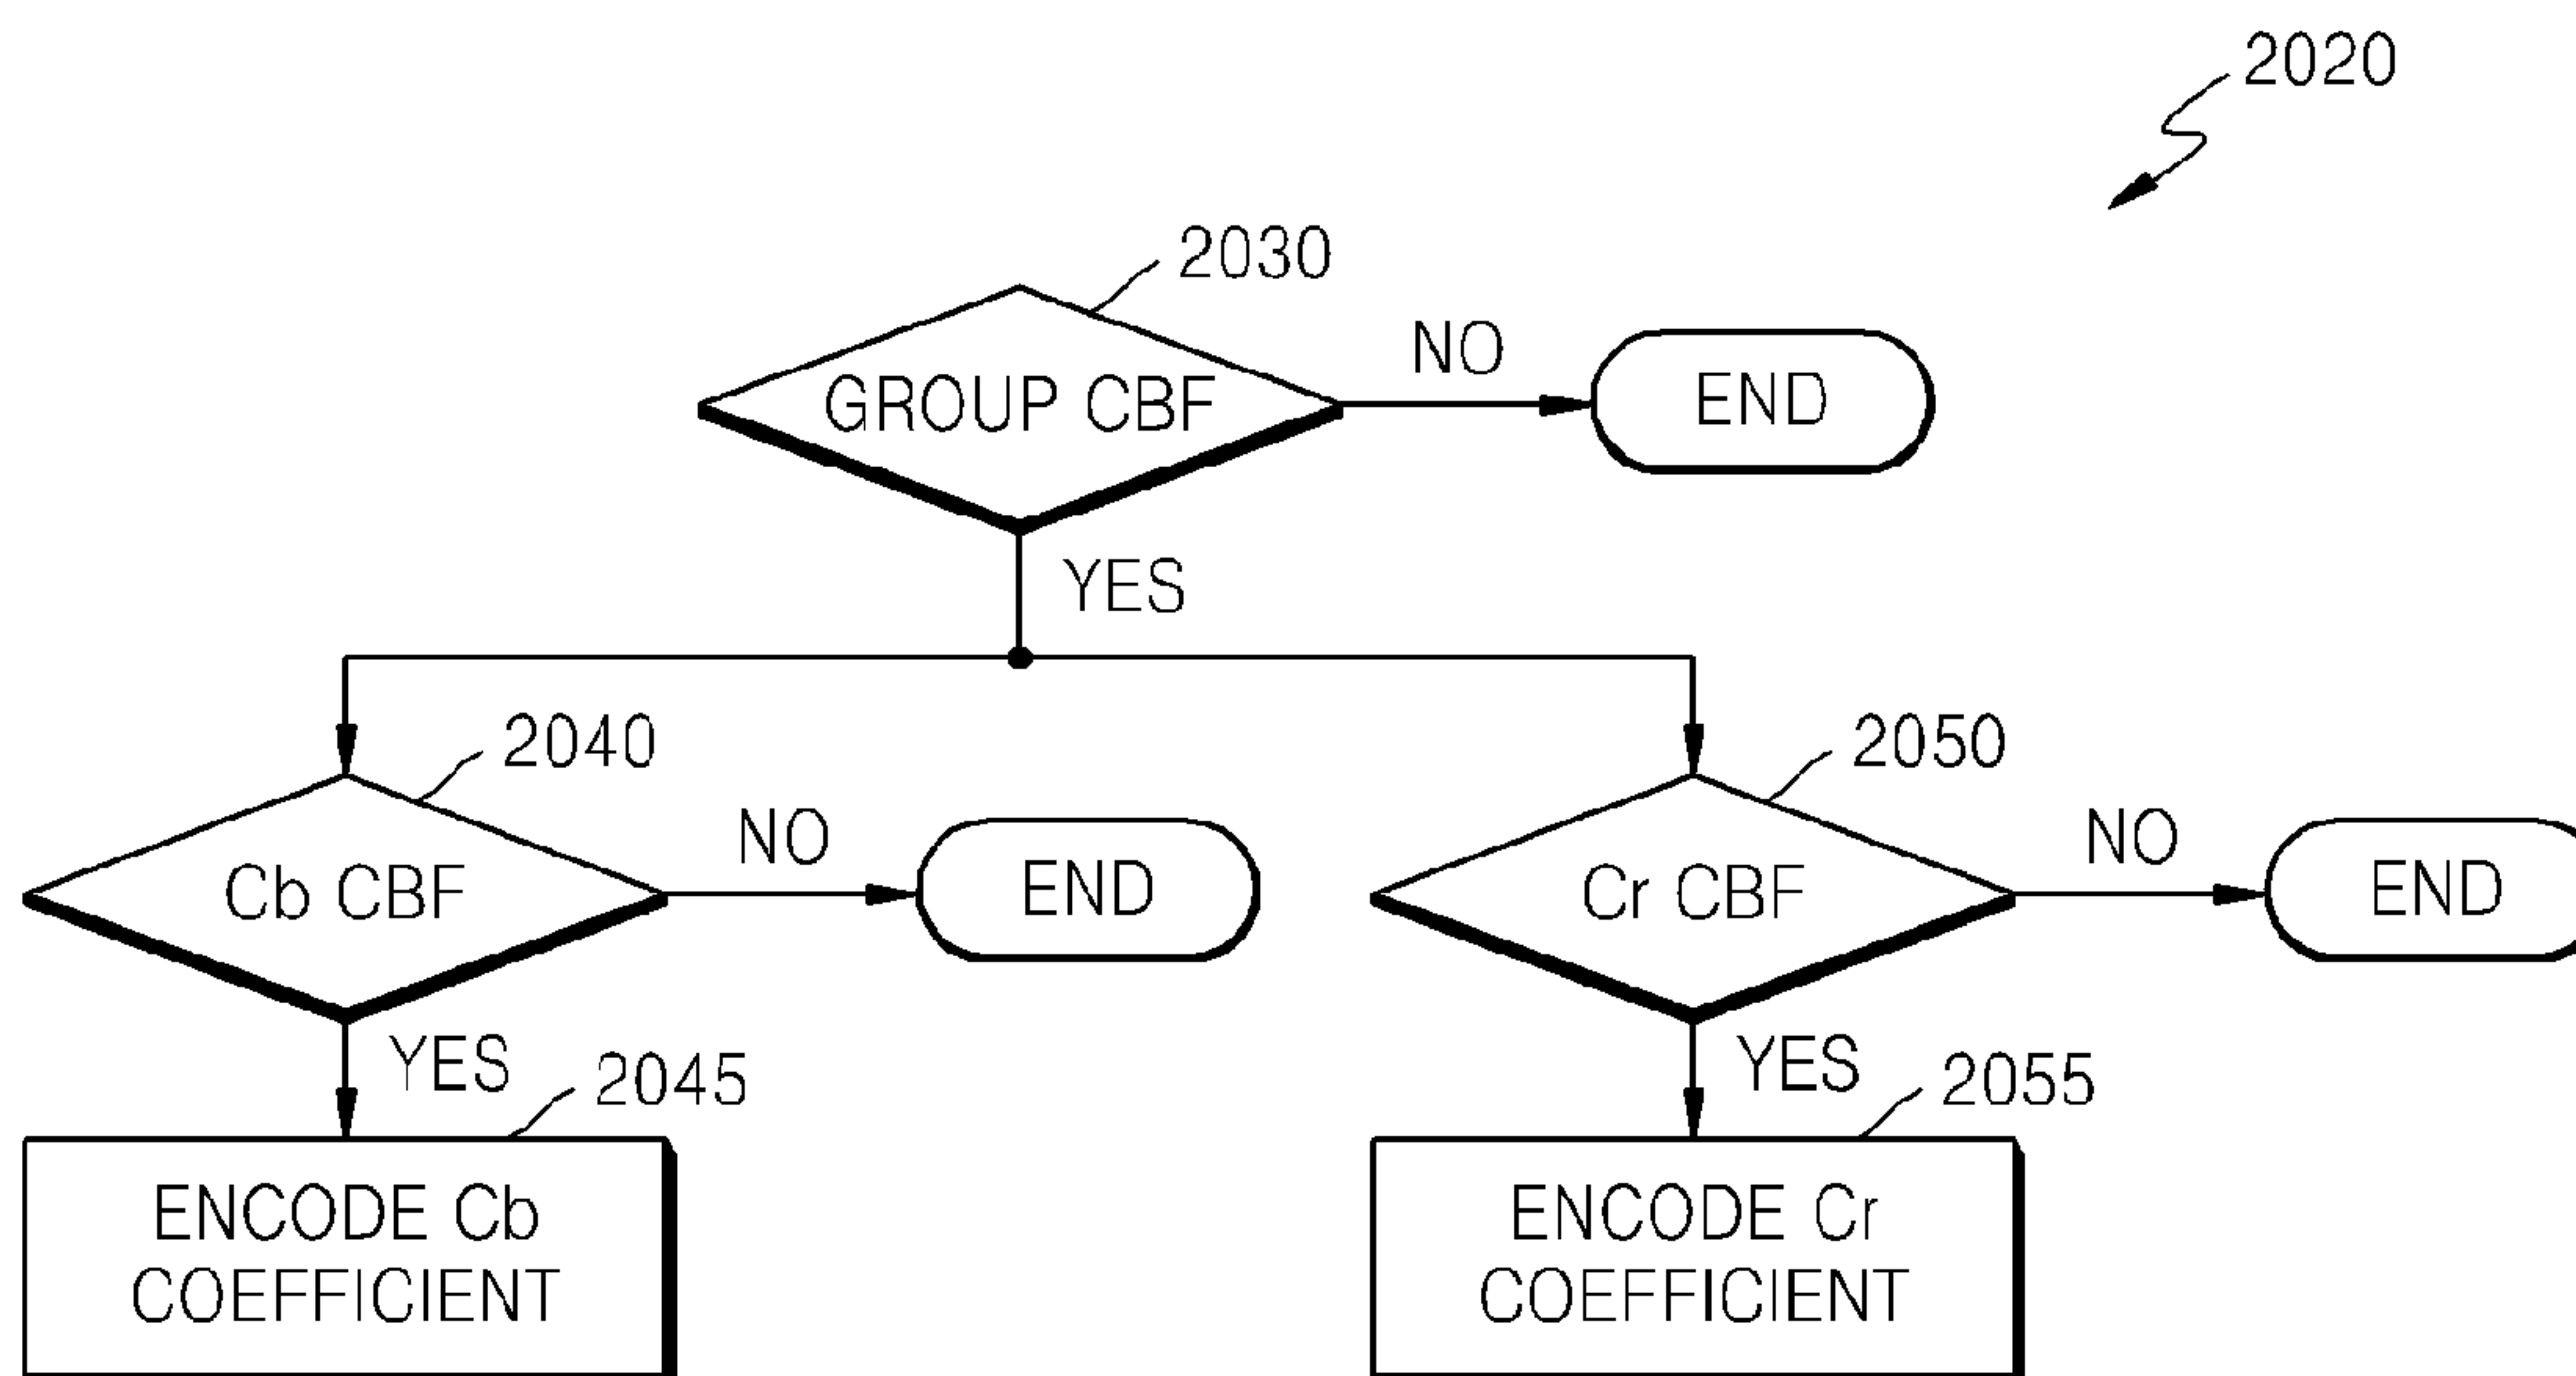 2020
2030
GROUP CBF
NO
END
YES
2040
2050
Cb CBF
NO
END
Cr CBF
NO
END
YES
2045
YES
2055
ENCODE Cb
COEFFICIENT
ENCODE Cr
COEFFICIENT